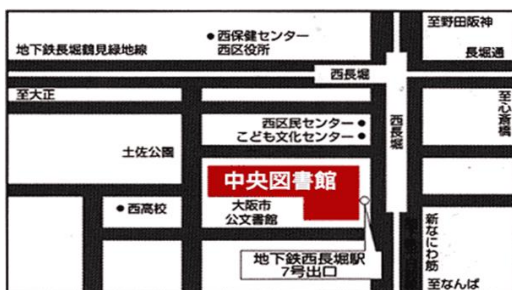 至野田阪神
西保健センター
西区役所
地下鉄長堀鶴見緑地線
長堀通
西長堀
至大正
至心斎橋
西長堀
西区民センター
こども文化センター
土佐公園
中央図書館
西高校
大阪市
公文書館
新なにわ筋
地下鉄西長堀駅
7号出口
至なんば